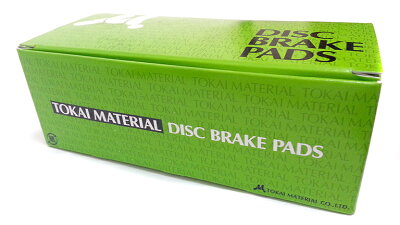 DISC
BRAKE
PADS
TOKAI MATERIAL DISC BRAKE PADS
TOKAI MATERIAL CO.,LTD.